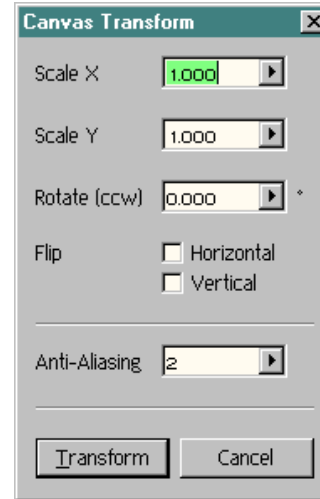 Canvas Transform
Scale X 1.000
Scale Y 1.000
Rotate (ccw) 0.000 °
Flip Horizontal
Vertical
Anti-Aliasing 2
Transform Cancel